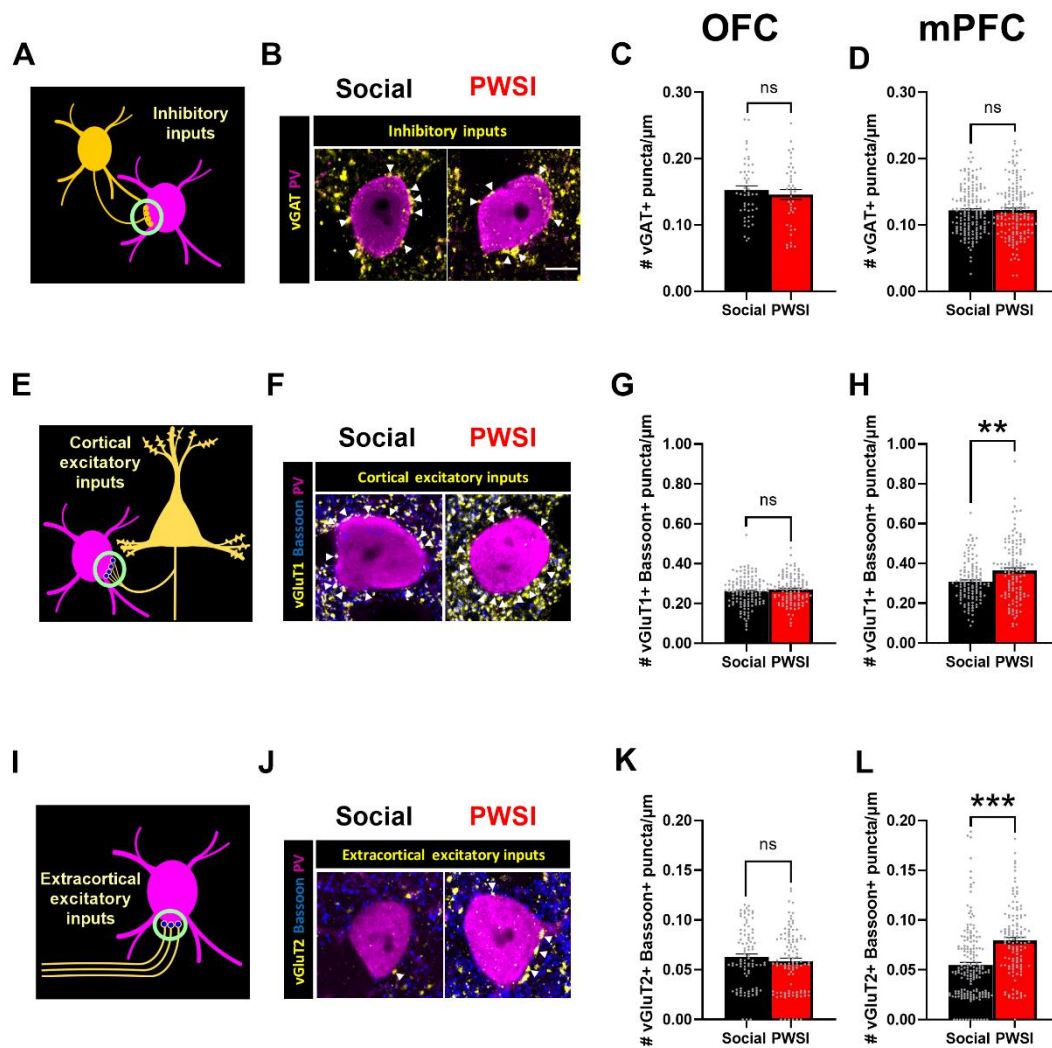 OFC
mPFC
A
Inhibitory
inputs
B
Social
PWSI
Inhibitory inputs
vGAT PV
C
# vGAT+ puncta/µm
0.30
0.20
0.10
0.00
ns
Social PWSI
D
# vGAT+ puncta/µm
0.30
0.20
0.10
0.00
ns
Social PWSI
E
Cortical
excitatory
inputs
F
Social
PWSI
Cortical excitatory inputs
vGluT1 Bassoon PV
G
# vGluT1+ Bassoon+ puncta/µm
1.00
0.80
0.60
0.40
0.20
0.00
ns
Social PWSI
H
# vGluT1+ Bassoon+ puncta/µm
1.00
0.80
0.60
0.40
0.20
0.00
**
Social PWSI
I
Extracortical
excitatory
inputs
J
Social
PWSI
Extracortical excitatory inputs
vGluT2 Bassoon PV
K
# vGluT2+ Bassoon+ puncta/µm
0.20
0.15
0.10
0.05
0.00
ns
Social PWSI
L
# vGluT2+ Bassoon+ puncta/µm
0.20
0.15
0.10
0.05
0.00
***
Social PWSI